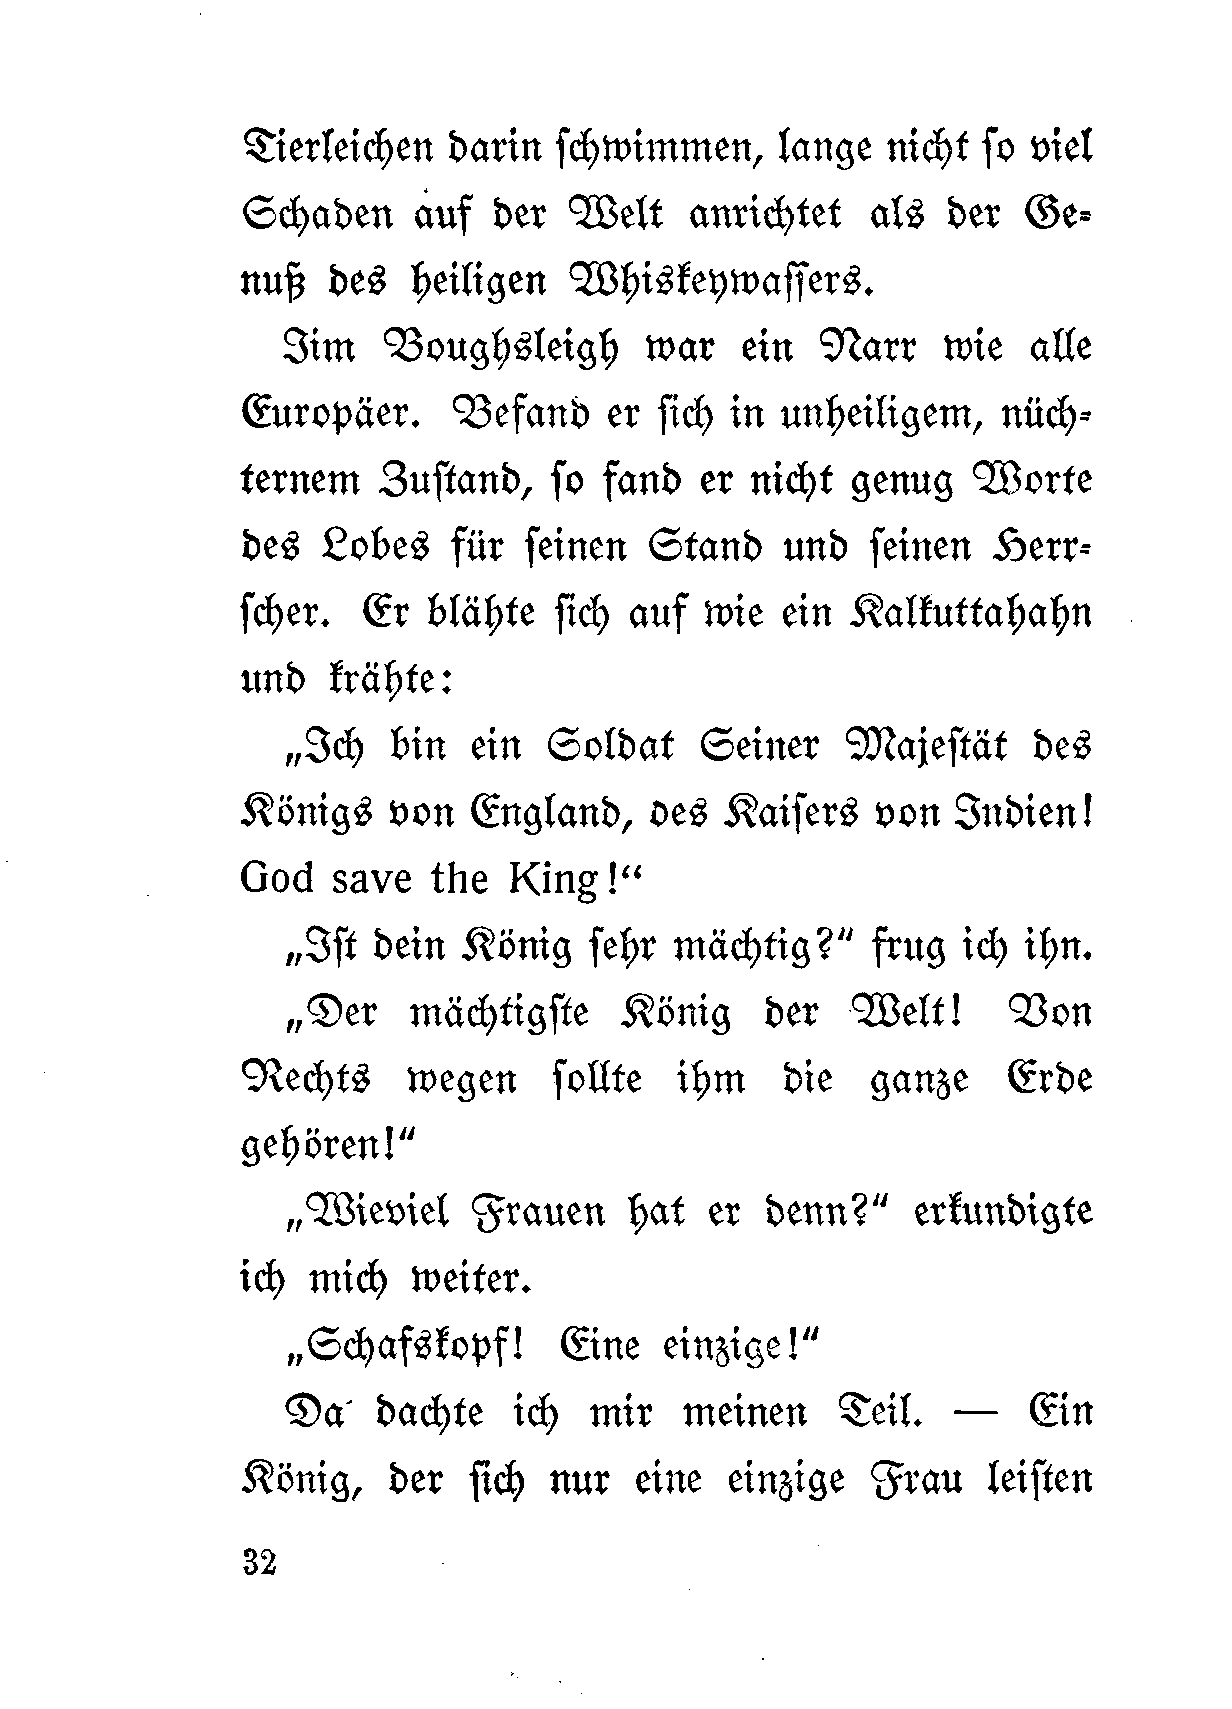 Tierleichen darin schwimmen, lange nicht so viel
Schaden auf der Welt anrichtet als der Ge-
nuß des heiligen Whiskeywassers.
Jim Boughsleigh war ein Narr wie alle
Europäer. Befand er sich in unheiligem, nüch-
ternem Zustand, so fand er nicht genug Worte
des Lobes für seinen Stand und seinen Herr-
scher. Er blähte sich auf wie ein Kalkuttahahn
und krähte:
„Ich bin ein Soldat Seiner Majestät des
Königs von England, des Kaisers von Indien!
God save the King!“
„Ist dein König sehr mächtig?" frug ich ihn.
„Der mächtigste König der Welt! Von
Rechts wegen sollte ihm die ganze Erde
gehören!"
„Wieviel Frauen hat er denn?" erkundigte
ich mich weiter.
„Schafskopf! Eine einzige!"
Da dachte ich mir meinen Teil. — Ein
König, der sich nur eine einzige Frau leisten
32